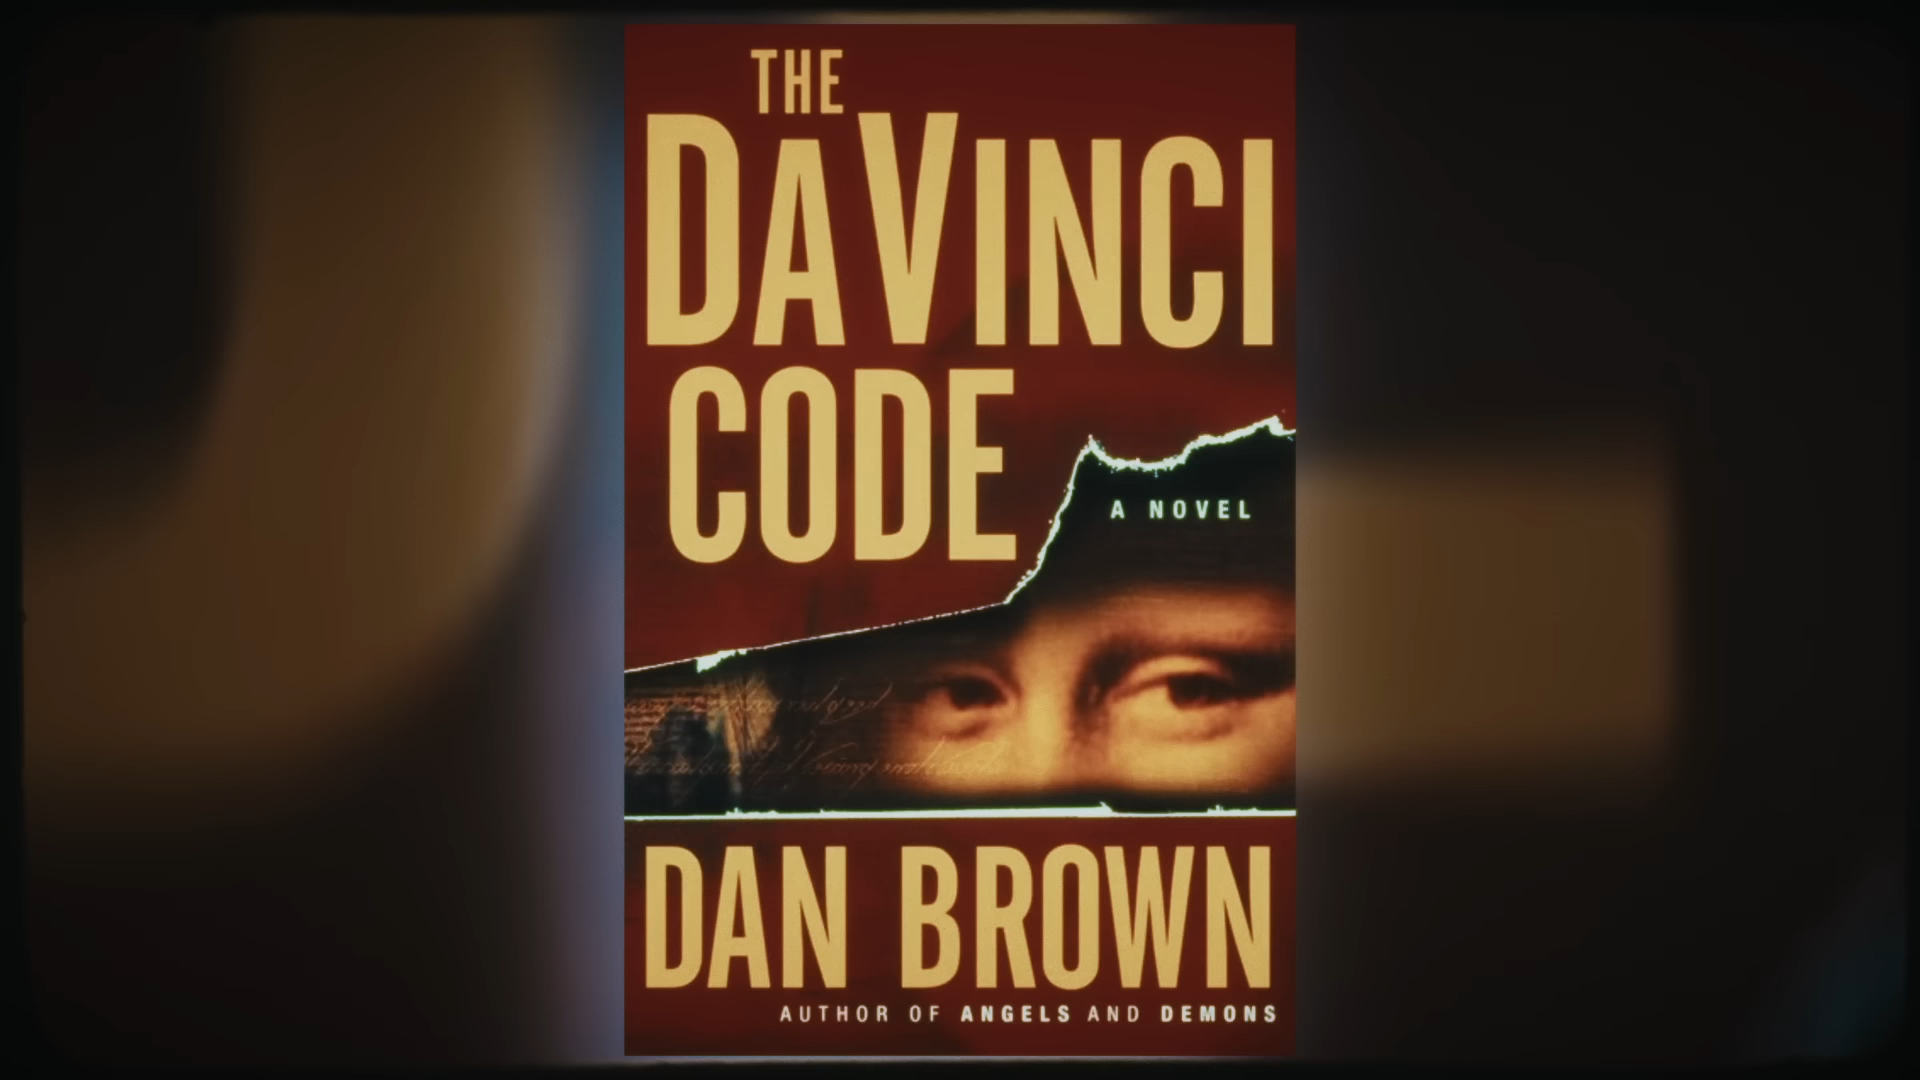 THE
DAVINCI
CODE
A NOVEL
DAN BROWN
AUTHOR OF ANGELS AND DEMONS